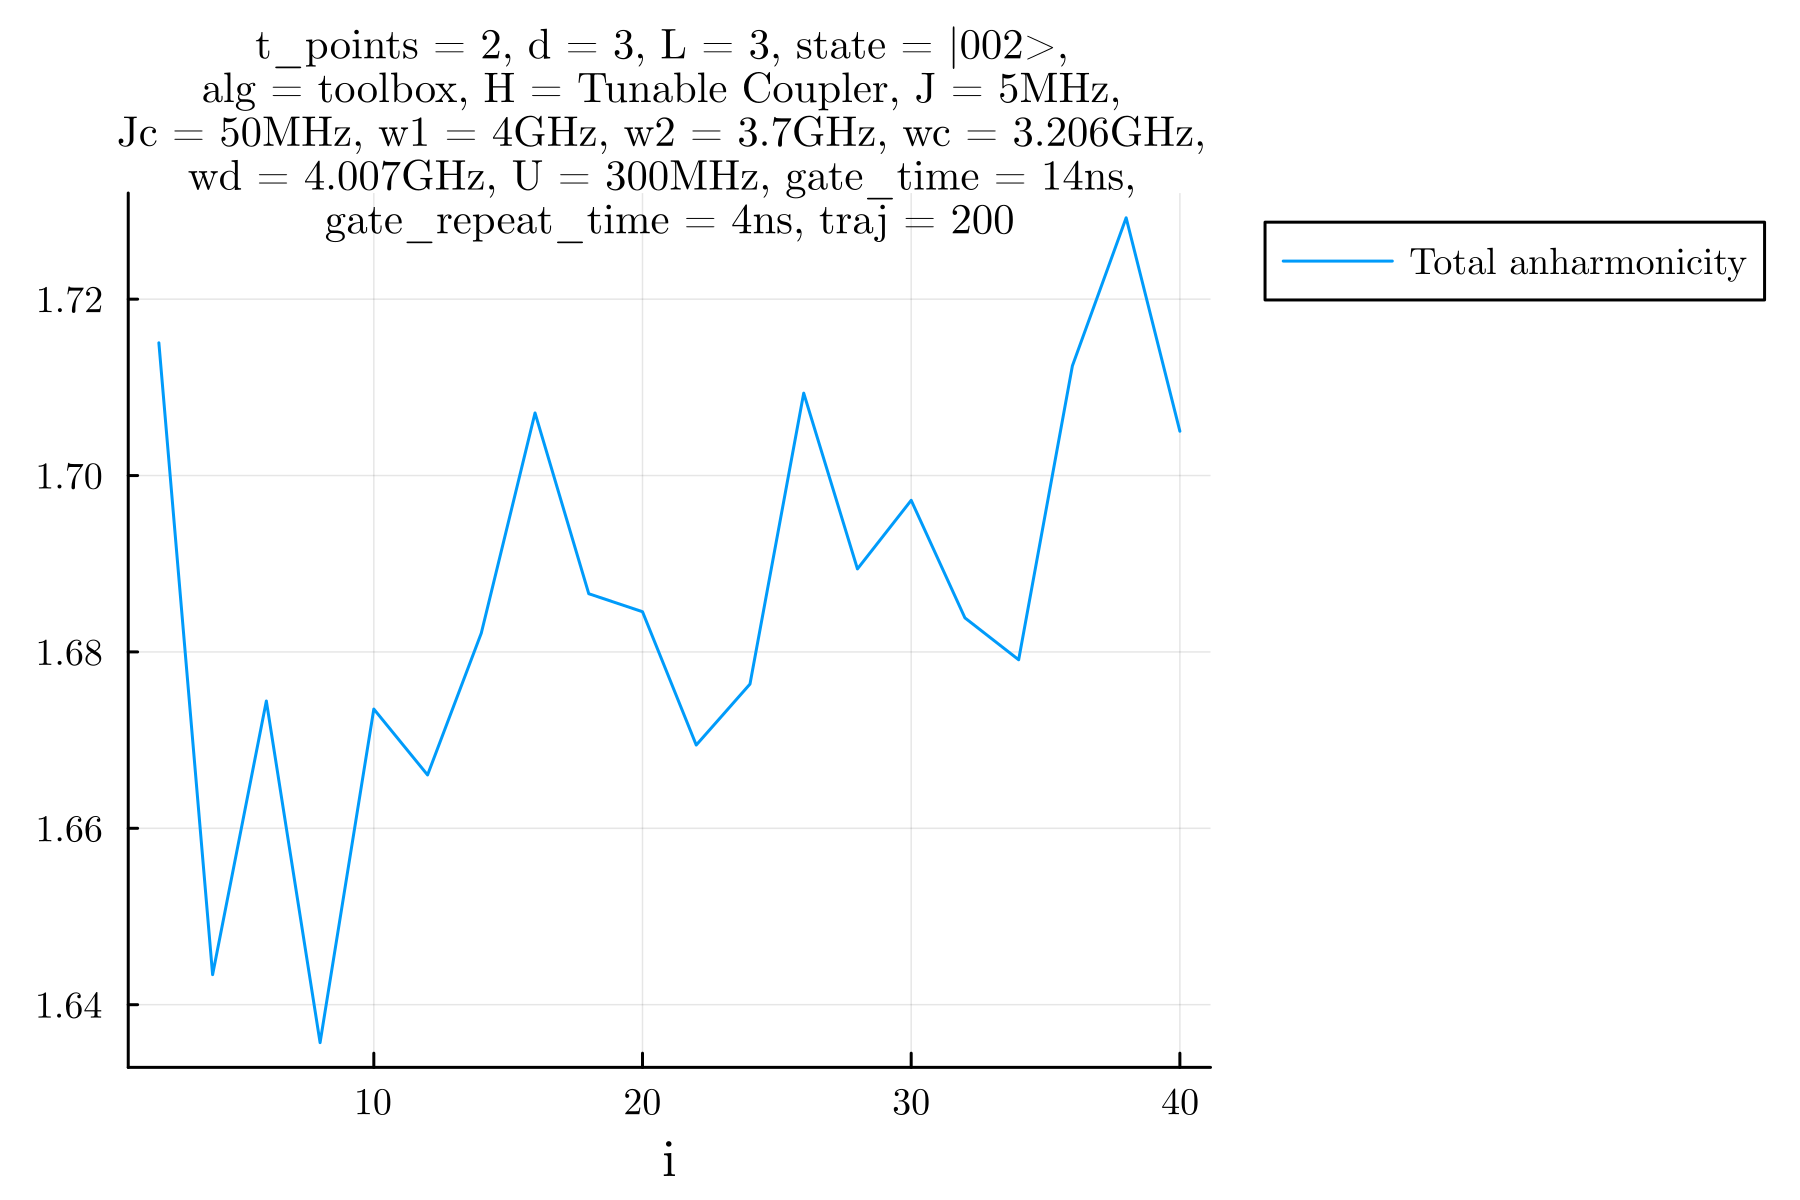 t_points = 2, d = 3, L = 3, state = |002>,
alg = toolbox, H = Tunable Coupler, J = 5MHz,
Jc = 50MHz, w1 = 4GHz, w2 = 3.7GHz, wc = 3.206GHz,
wd = 4.007GHz, U = 300MHz, gate_time = 14ns,
gate_repeat_time = 4ns, traj = 200
Total anharmonicity
1.72
1.70
1.68
1.66
1.64
10 20 30 40
i